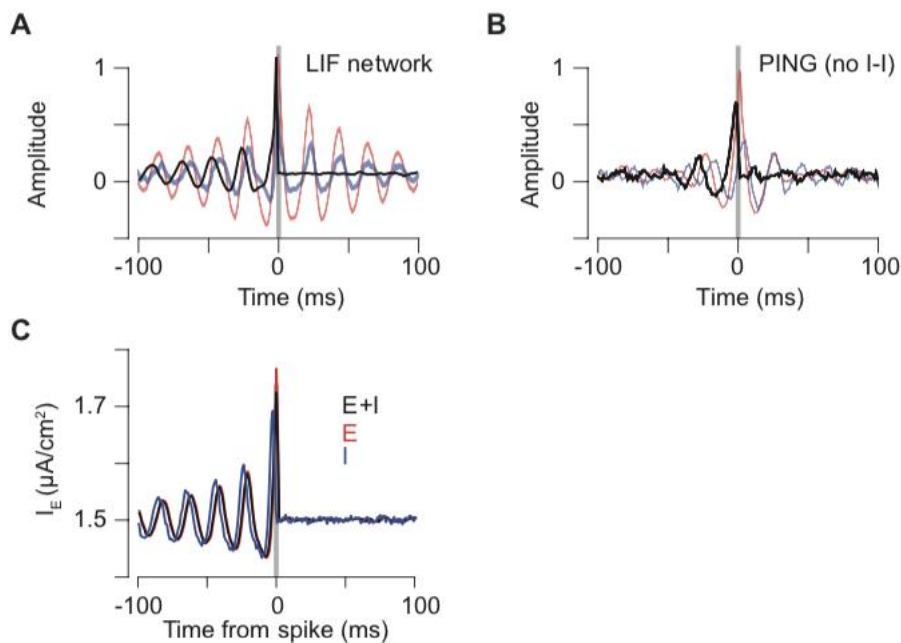 A
LIF network
1
Amplitude
0
-100
0
100
Time (ms)
B
PING (no I-I)
1
Amplitude
0
-100
0
100
Time (ms)
C
1.7
I_E (µA/cm²)
1.5
E+I
E
I
-100
0
100
Time from spike (ms)